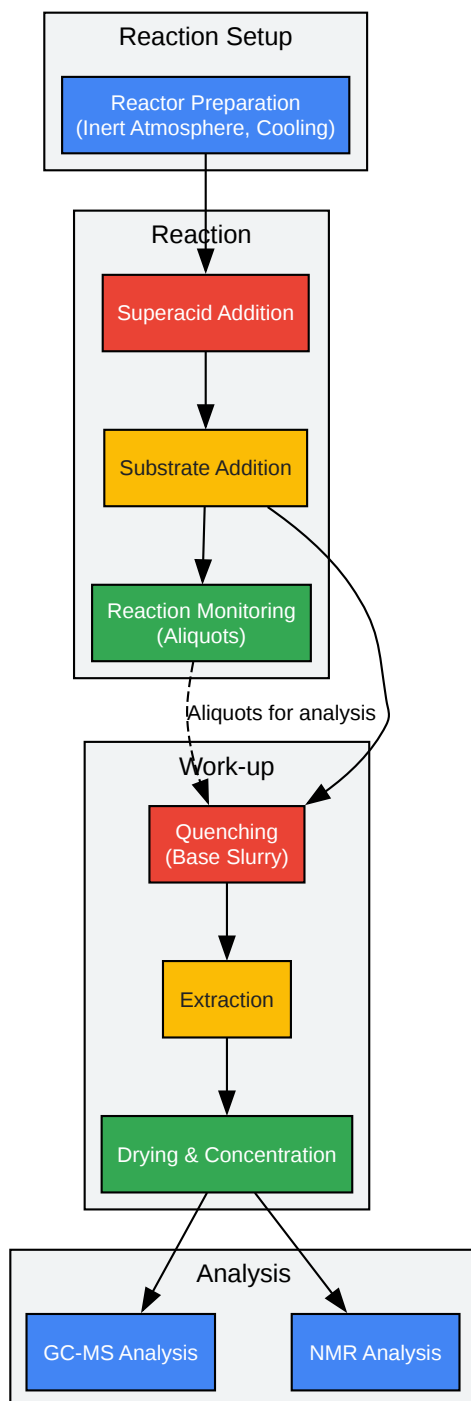 Reaction Setup
Reactor Preparation
(Inert Atmosphere, Cooling)
Reaction
Superacid Addition
Substrate Addition
Reaction Monitoring
(Aliquots)
Aliquots for analysis
Work-up
Quenching
(Base Slurry)
Extraction
Drying & Concentration
Analysis
GC-MS Analysis
NMR Analysis